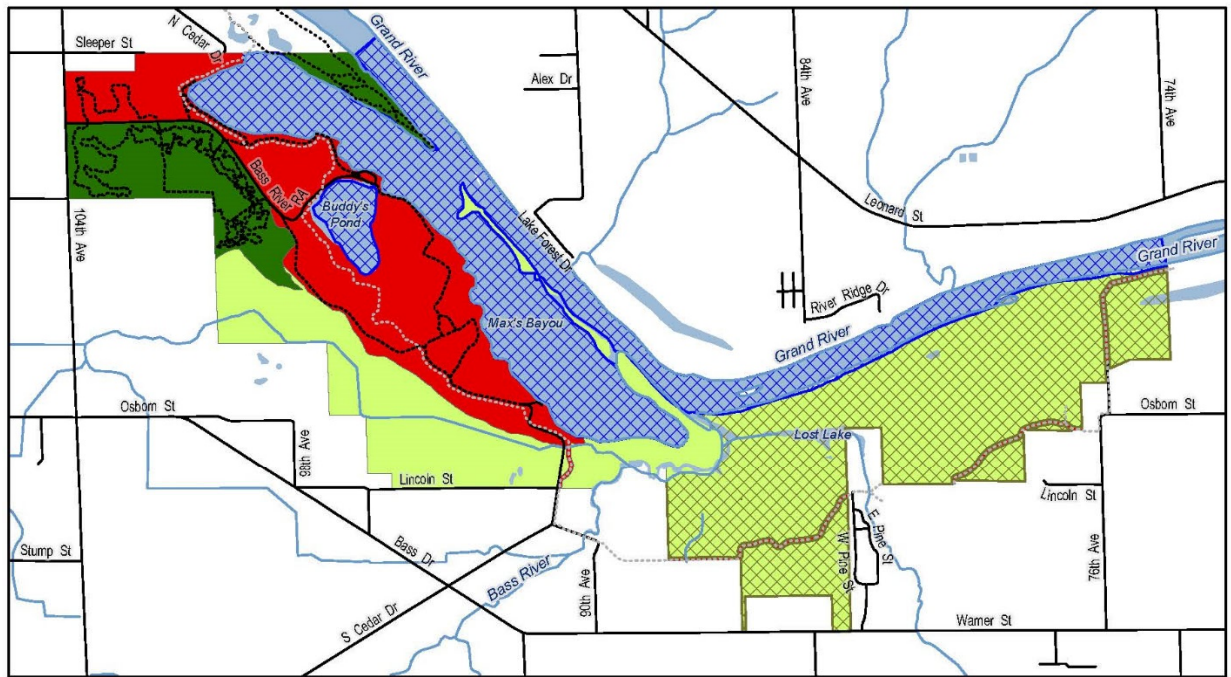 Sleeper St
N Cedar Dr
Grand River
Alex Dr
84th Ave
74th Ave
Bass River RA
Buddy's
Pond
104th Ave
Lake Forest Dr
Leonard St
Grand River
River Ridge Dr
Max's Bayou
Grand River
Osborn St
98th Ave
Lost Lake
Osborn St
Lincoln St
Lincoln St
Stump St
Bass Dr
Bass River
90th Ave
W Pine St
E Pine St
76th Ave
S Cedar Dr
Warner St